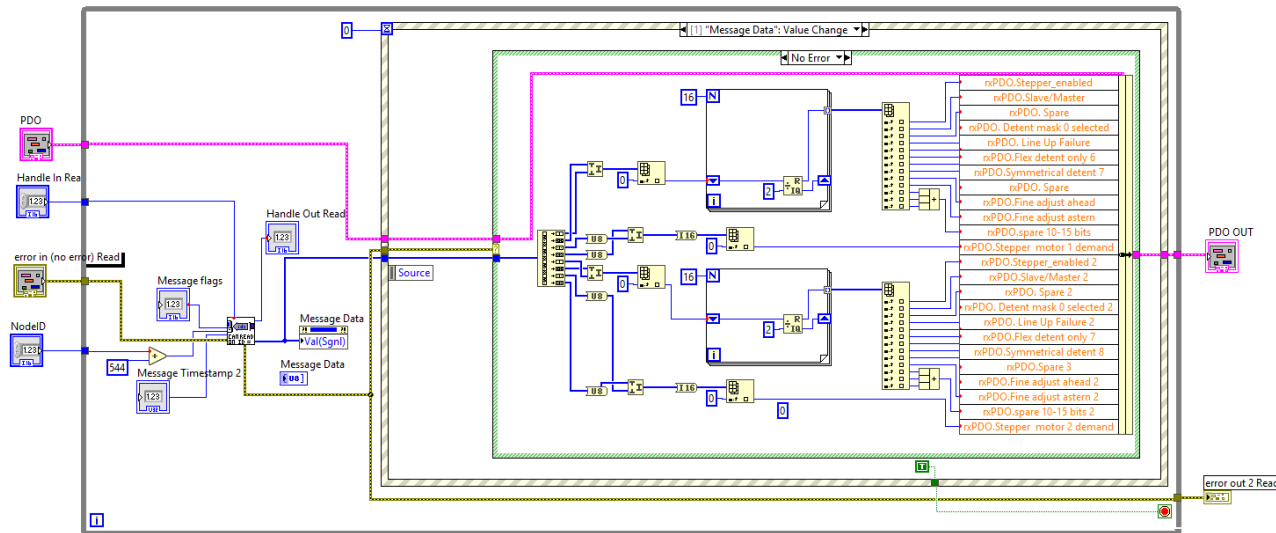 0
[1] "Message Data": Value Change
No Error
PDO
Handle In Rea
error in (no error) Read
NodeID
544
Message flags
Message Timestamp 2
Handle Out Read
Message Data
Val(Sgnl)
Message Data
U8
Source
16
N
i
0
2
R
IQ
U8
U8
I16
0
0
16
N
i
2
R
IQ
U8
U8
I16
0
0
rxPDO.Stepper_enabled
rxPDO.Slave/Master
rxPDO. Spare
rxPDO. Detent mask 0 selected
rxPDO. Line Up Failure
rxPDO.Flex detent only 6
rxPDO.Symmetrical detent 7
rxPDO. Spare
rxPDO.Fine adjust ahead
rxPDO.Fine adjust astern
rxPDO.spare 10-15 bits
rxPDO.Stepper motor 1 demand
rxPDO.Stepper_enabled 2
rxPDO.Slave/Master 2
rxPDO. Spare 2
rxPDO. Detent mask 0 selected 2
rxPDO. Line Up Failure 2
rxPDO.Flex detent only 7
rxPDO.Symmetrical detent 8
rxPDO.Spare 3
rxPDO.Fine adjust ahead 2
rxPDO.Fine adjust astern 2
rxPDO.spare 10-15 bits 2
rxPDO.Stepper motor 2 demand
PDO OUT
T
error out 2 Read
i